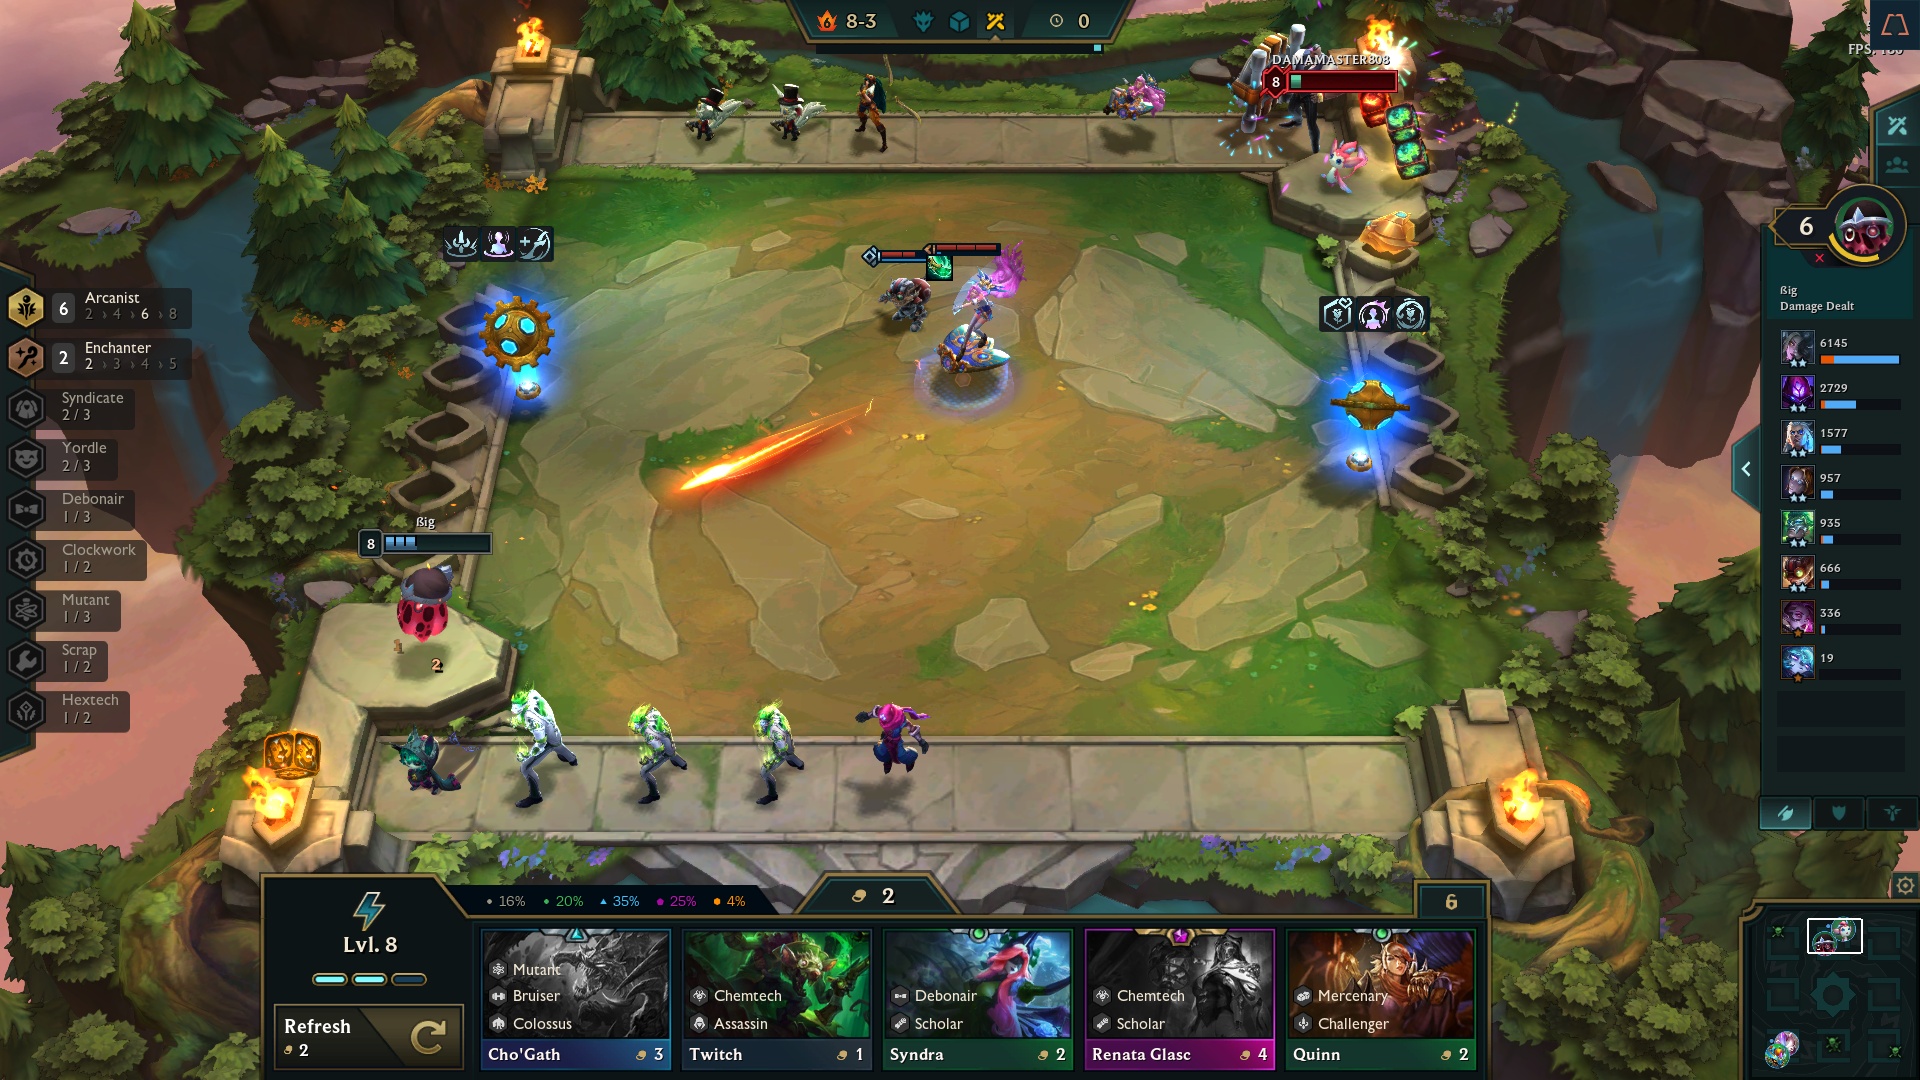 8-3
0
FPS: 180
DAMAMASTER808
8
6
ßig
Damage Dealt
6145
2729
1577
957
935
666
336
19
6
Arcanist
2 › 4 › 6 › 8
2
Enchanter
2 › 3 › 4 › 5
Syndicate
2 / 3
Yordle
2 / 3
Debonair
1 / 3
Clockwork
1 / 2
Mutant
1 / 3
Scrap
1 / 2
Hextech
1 / 2
ßig
8
2
Lvl. 8
16% 20% 35% 25% 4%
2
6
Refresh
2
Mutant
Bruiser
Colossus
Cho'Gath 3
Chemtech
Assassin
Twitch 1
Debonair
Scholar
Syndra 2
Chemtech
Scholar
Renata Glasc 4
Mercenary
Challenger
Quinn 2